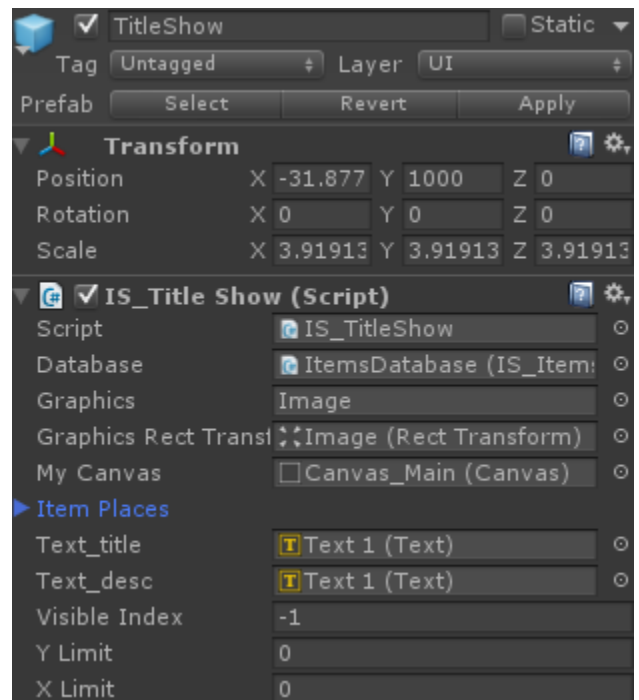 TitleShow Static
Tag Untagged Layer UI
Prefab Select Revert Apply
Transform
Position X -31.877 Y 1000 Z 0
Rotation X 0 Y 0 Z 0
Scale X 3.91913 Y 3.91913 Z 3.91913
IS_Title Show (Script)
Script IS_TitleShow
Database ItemsDatabase (IS_Items
Graphics Image
Graphics Rect Transf Image (Rect Transform)
My Canvas Canvas_Main (Canvas)
Item Places
Text_title Text 1 (Text)
Text_desc Text 1 (Text)
Visible Index -1
Y Limit 0
X Limit 0